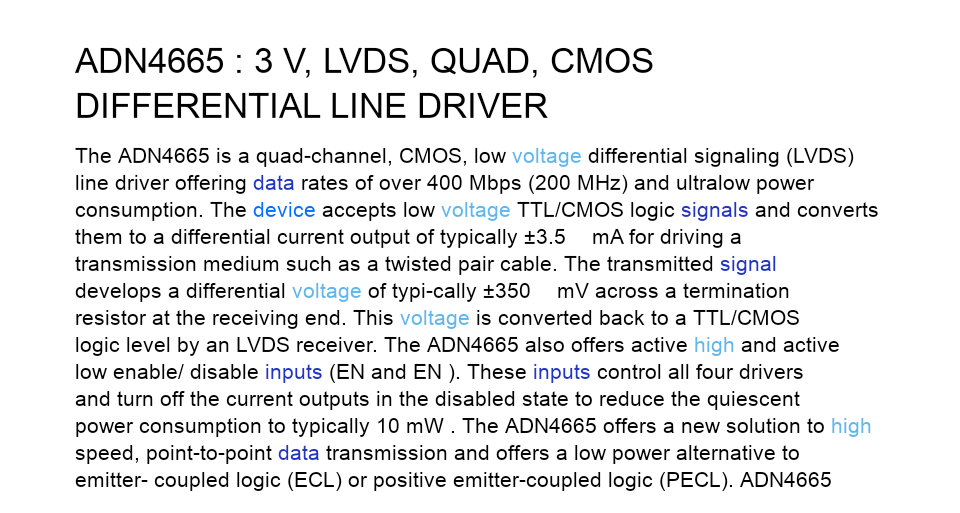 ADN4665 : 3 V, LVDS, QUAD, CMOS
DIFFERENTIAL LINE DRIVER
The ADN4665 is a quad-channel, CMOS, low voltage differential signaling (LVDS)
line driver offering data rates of over 400 Mbps (200 MHz) and ultralow power
consumption. The device accepts low voltage TTL/CMOS logic signals and converts
them to a differential current output of typically ±3.5 mA for driving a
transmission medium such as a twisted pair cable. The transmitted signal
develops a differential voltage of typi-cally ±350 mV across a termination
resistor at the receiving end. This voltage is converted back to a TTL/CMOS
logic level by an LVDS receiver. The ADN4665 also offers active high and active
low enable/ disable inputs (EN and EN ). These inputs control all four drivers
and turn off the current outputs in the disabled state to reduce the quiescent
power consumption to typically 10 mW . The ADN4665 offers a new solution to high
speed, point-to-point data transmission and offers a low power alternative to
emitter- coupled logic (ECL) or positive emitter-coupled logic (PECL). ADN4665